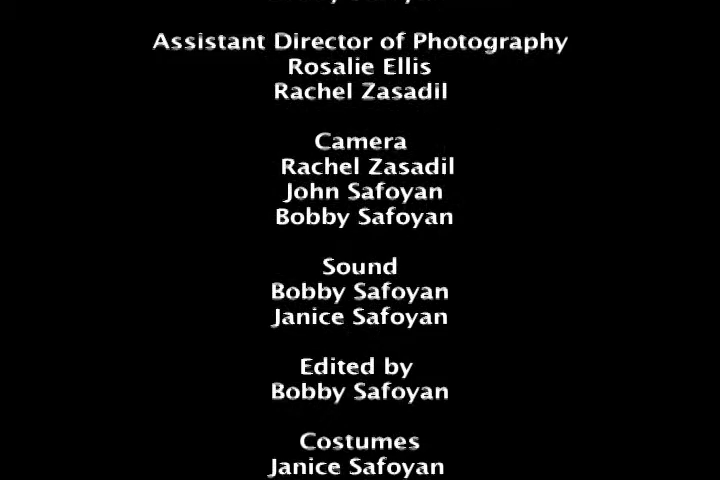 Assistant Director of Photography
Rosalie Ellis
Rachel Zasadil
Camera
Rachel Zasadil
John Safoyan
Bobby Safoyan
Sound
Bobby Safoyan
Janice Safoyan
Edited by
Bobby Safoyan
Costumes
Janice Safoyan